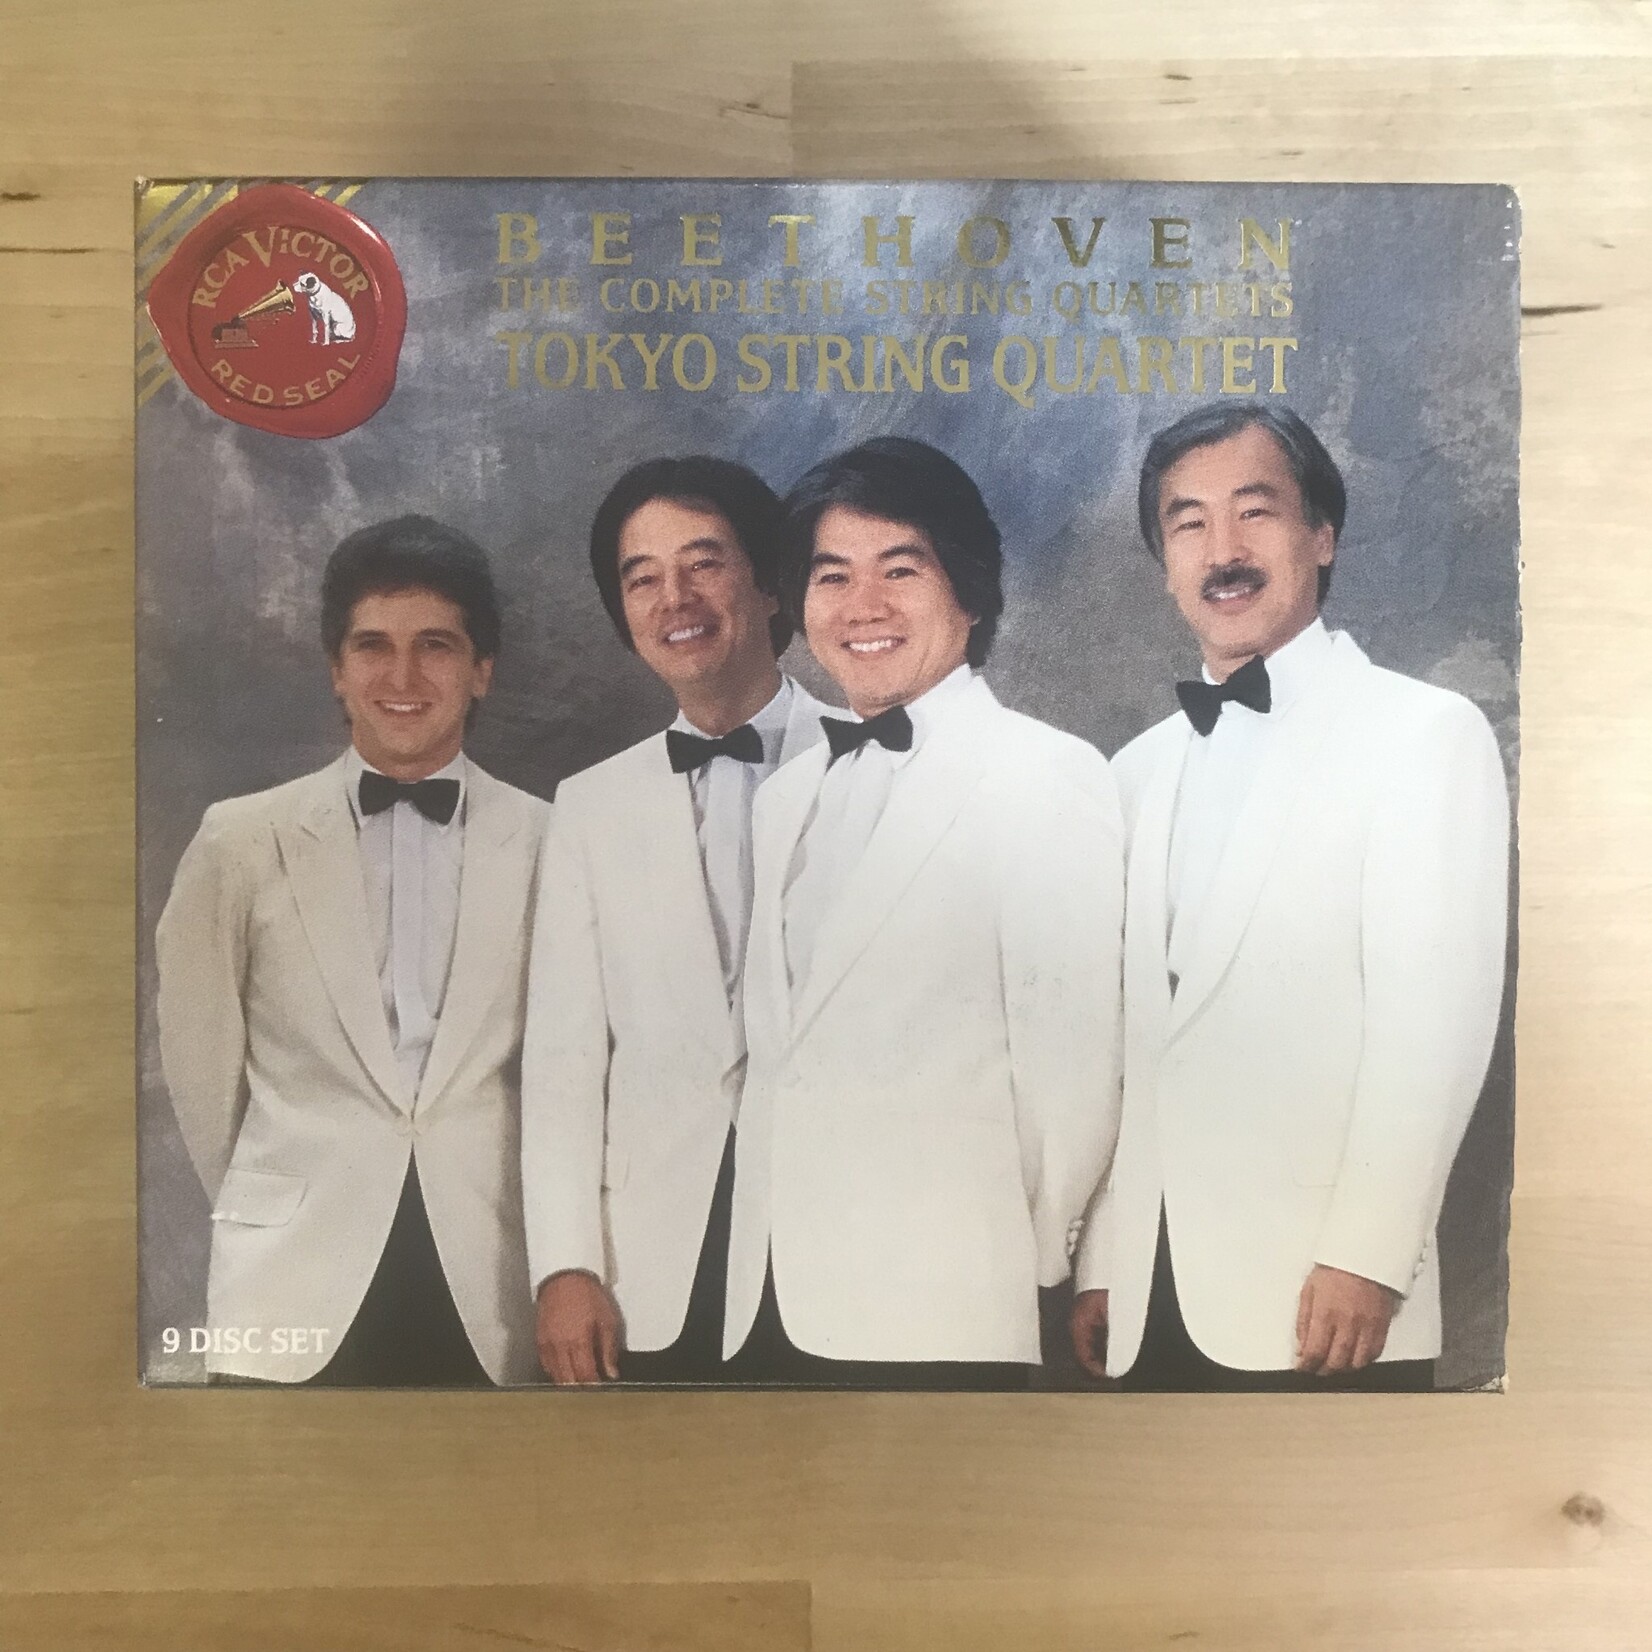 RCA VICTOR
RED SEAL
BEETHOVEN
THE COMPLETE STRING QUARTETS
TOKYO STRING QUARTET
9 DISC SET